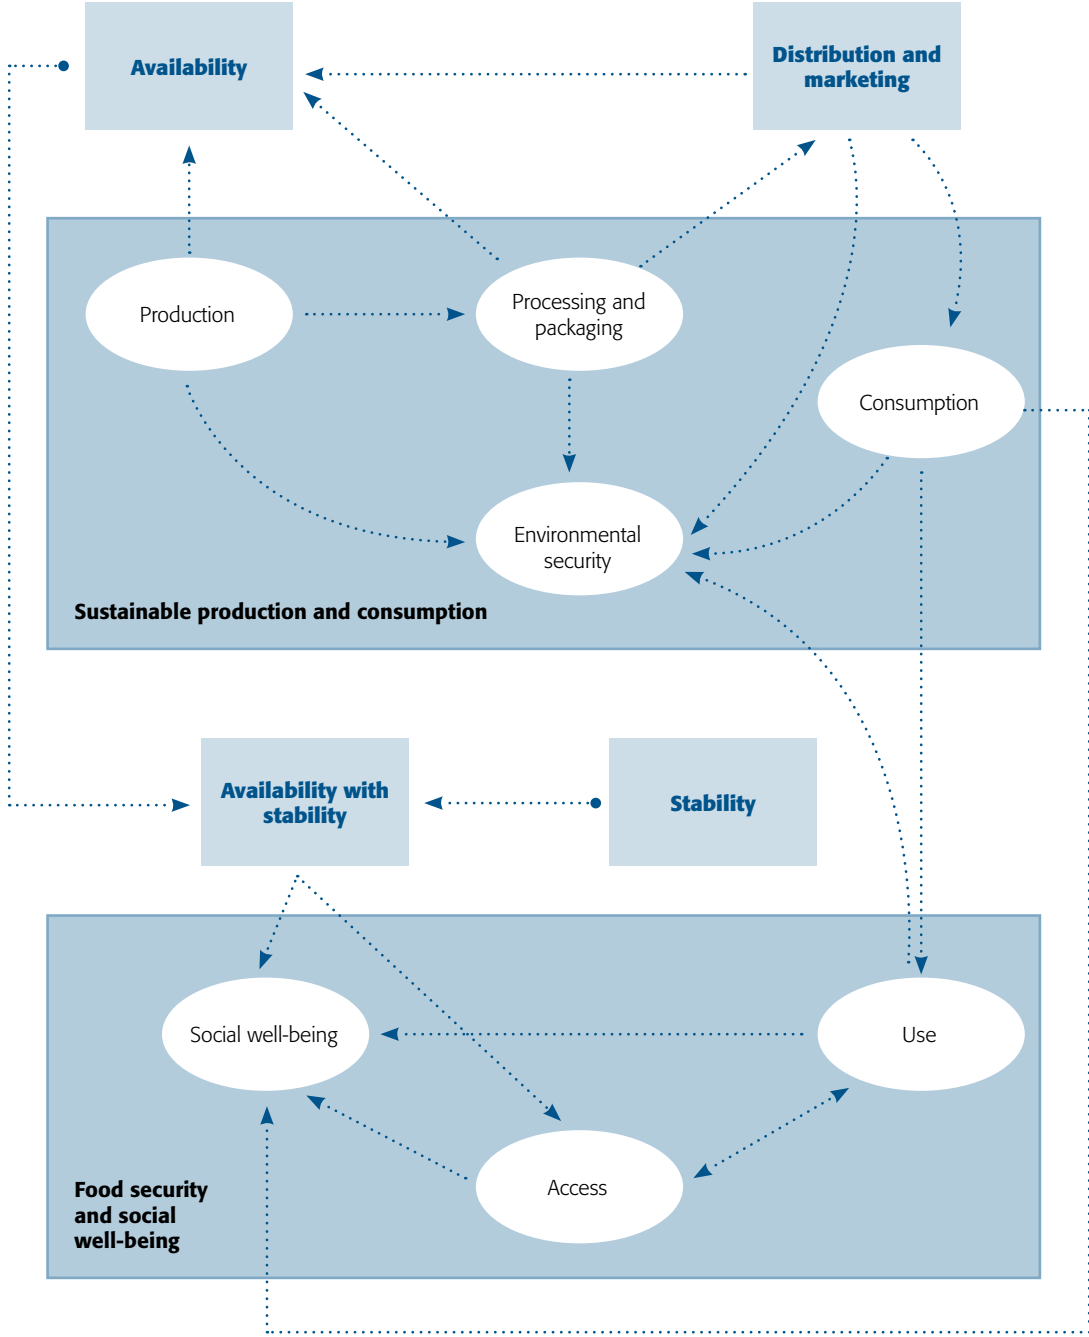 Availability
Distribution and
marketing
Production
Processing and
packaging
Consumption
Environmental
security
Sustainable production and consumption
Availability with
stability
Stability
Social well-being
Use
Access
Food security
and social
well-being